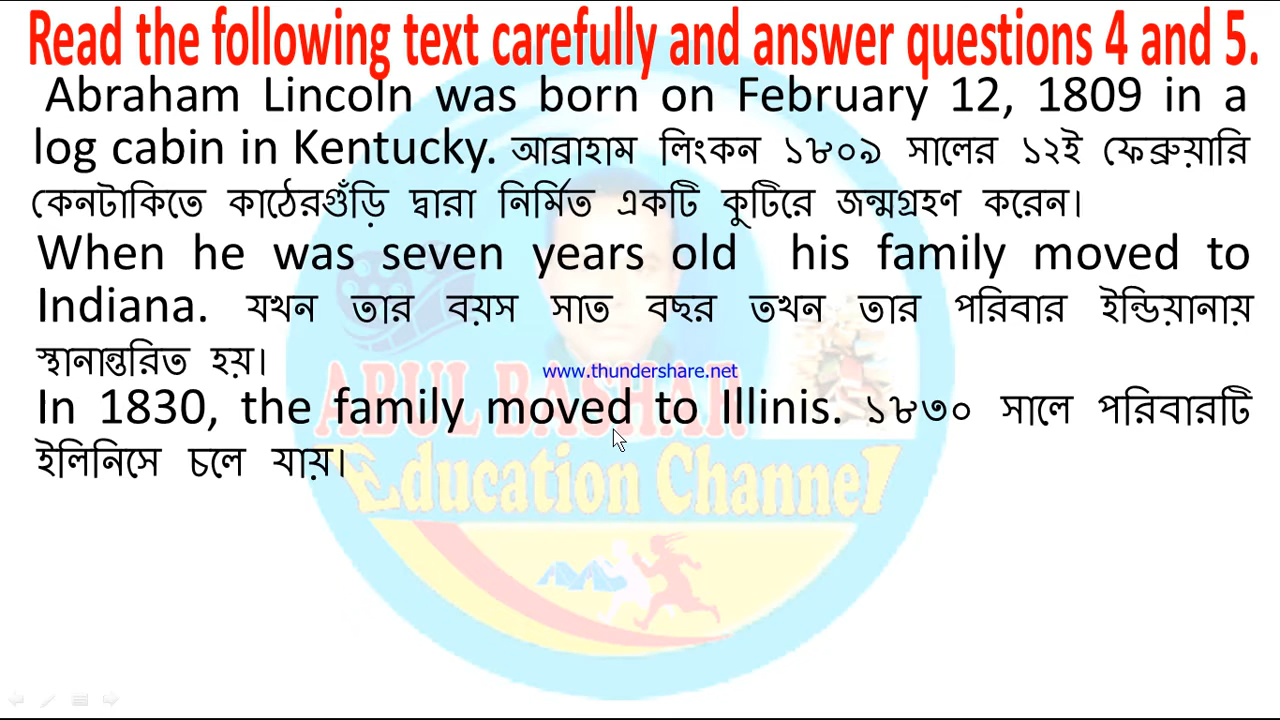 Read the following text carefully and answer questions 4 and 5.
Abraham Lincoln was born on February 12, 1809 in a
log cabin in Kentucky. আব্রাহাম লিংকন ১৮০৯ সালের ১২ই ফেব্রুয়ারি
কেনটাকিতে কাঠেরগুঁড়ি দ্বারা নির্মিত একটি কুটিরে জন্মগ্রহণ করেন।
When he was seven years old his family moved to
Indiana. যখন তার বয়স সাত বছর তখন তার পরিবার ইন্ডিয়ানায়
স্থানান্তরিত হয়।
www.thundershare.net
ABUL BASHAR
In 1830, the family moved to Illinis. ১৮৩০ সালে পরিবারটি
ইলিনিসে চলে যায়।
Education Channel